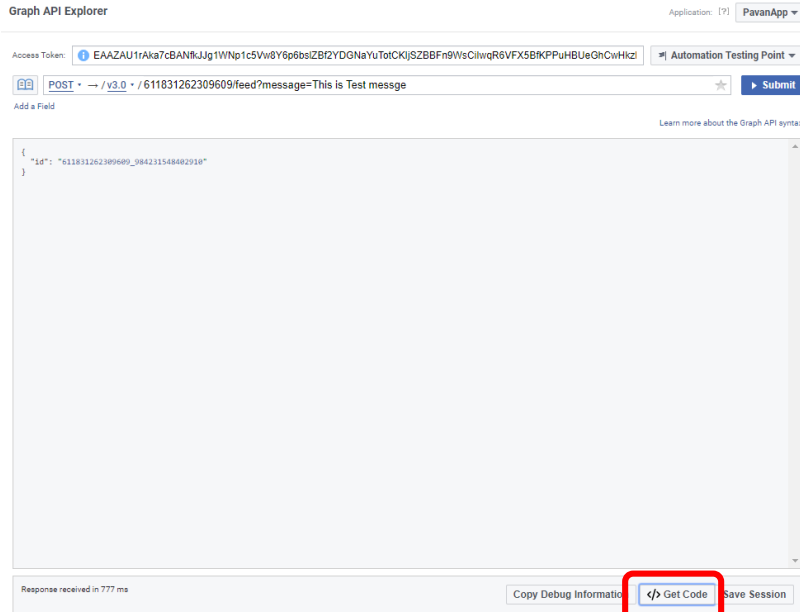 Graph API Explorer
Application: [?] PavanApp
Access Token: EAAZAU1rAka7cBANfkJJg1WNp1c5Vw8Y6p6bslZBf2YDGNaYuTotCKIjSZBBFn9WsCilwqR6VFX5BfKPPuHBUeGhCwHkzl Automation Testing Point
POST → / v3.0 / 611831262309609/feed?message=This is Test messge Submit
Add a Field
Learn more about the Graph API syntax
{
"id": "611831262309609_984231548402910"
}
Response received in 777 ms
Copy Debug Information </> Get Code Save Session